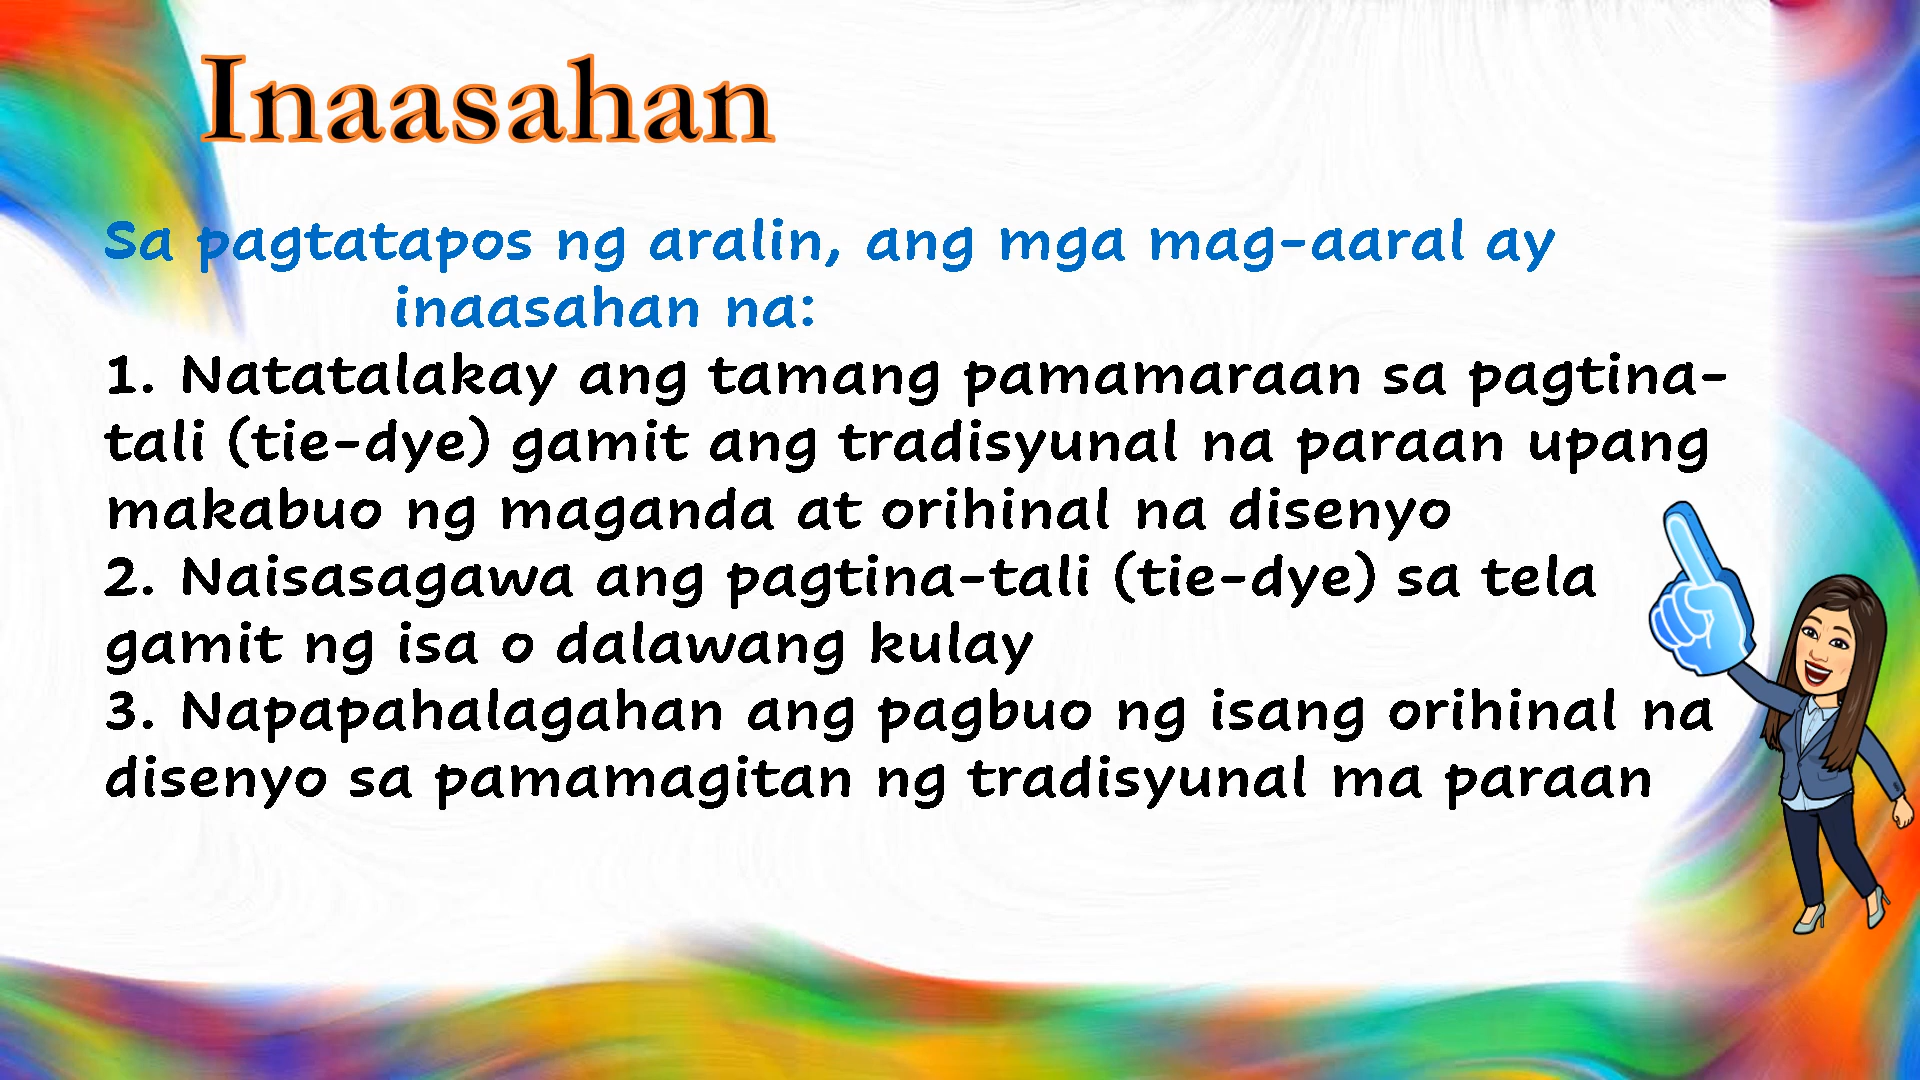 Inaasahan
Sa pagtatapos ng aralin, ang mga mag-aaral ay
inaasahan na:
1. Natatalakay ang tamang pamamaraan sa pagtina-
tali (tie-dye) gamit ang tradisyunal na paraan upang
makabuo ng maganda at orihinal na disenyo
2. Naisasagawa ang pagtina-tali (tie-dye) sa tela
gamit ng isa o dalawang kulay
3. Napapahalagahan ang pagbuo ng isang orihinal na
disenyo sa pamamagitan ng tradisyunal ma paraan